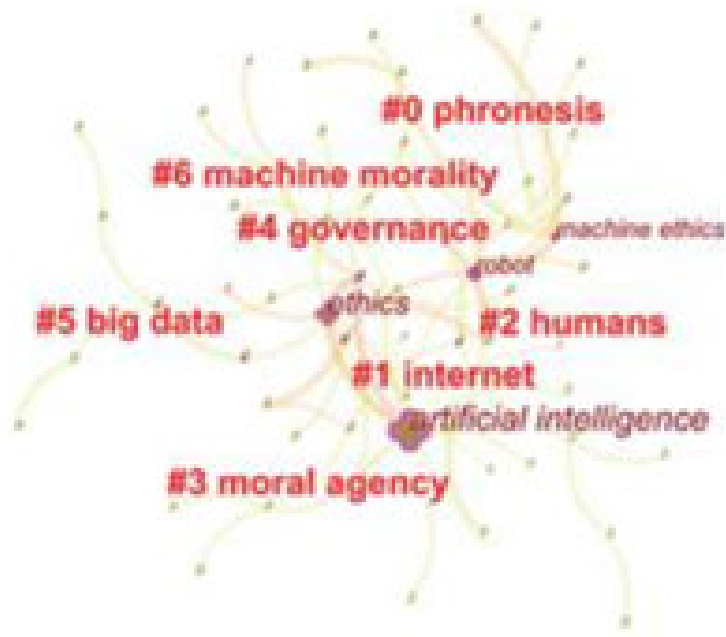 #0 phronesis
#6 machine morality
#4 governance
machine ethics
robot
ethics
#5 big data
#2 humans
#1 internet
artificial intelligence
#3 moral agency